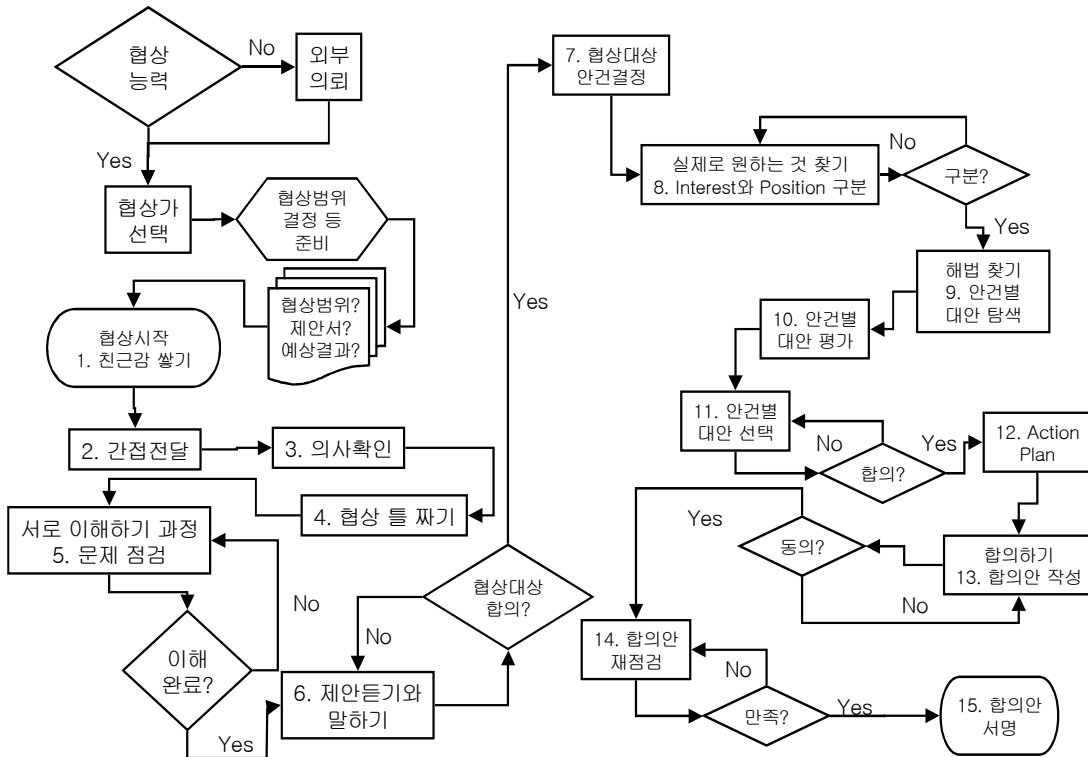 협상
능력
No
외부
의뢰
Yes
협상가
선택
협상범위
결정 등
준비
협상범위?
제안서?
예상결과?
협상시작
1. 친근감 쌓기
2. 간접전달
3. 의사확인
4. 협상 틀 짜기
서로 이해하기 과정
5. 문제 점검
이해
완료?
No
Yes
6. 제안듣기와
말하기
협상대상
합의?
No
Yes
7. 협상대상
안건결정
실제로 원하는 것 찾기
8. Interest와 Position 구분
구분?
No
Yes
해법 찾기
9. 안건별
대안 탐색
10. 안건별
대안 평가
11. 안건별
대안 선택
합의?
No
Yes
12. Action
Plan
합의하기
13. 합의안 작성
동의?
Yes
No
14. 합의안
재점검
만족?
No
Yes
15. 합의안
서명